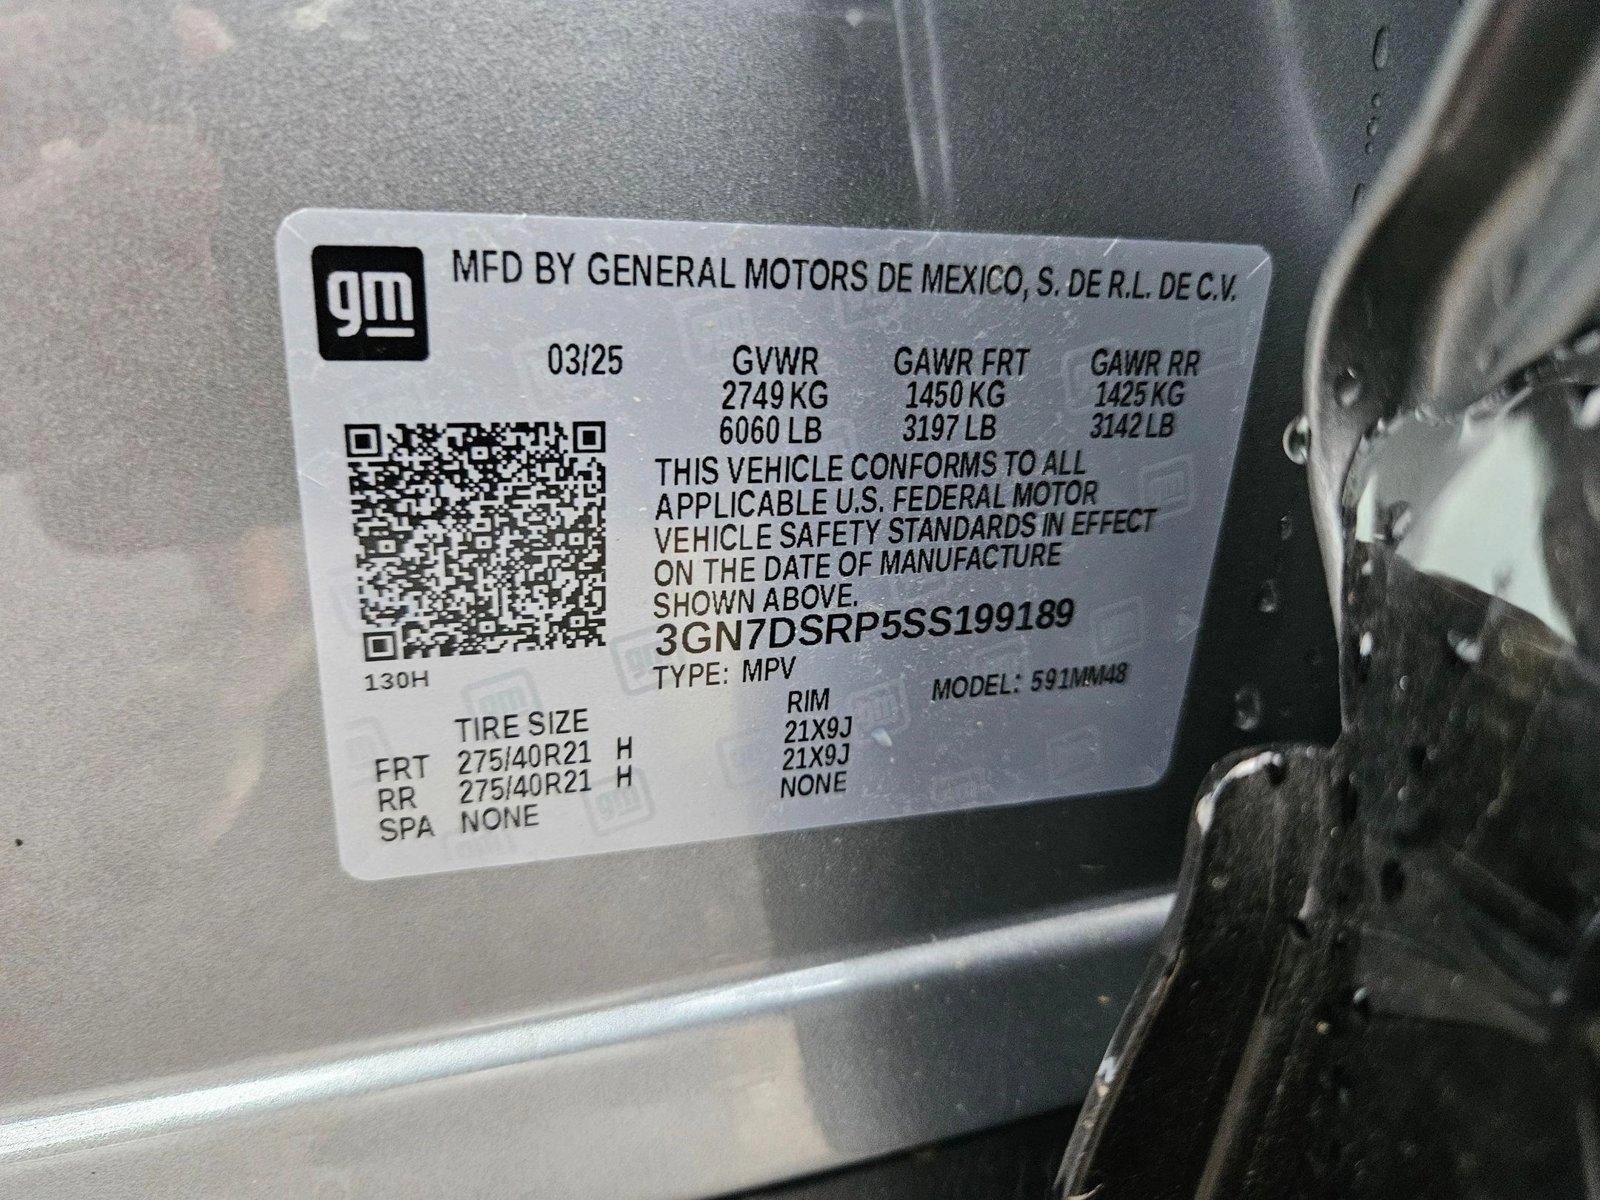 gm
MFD BY GENERAL MOTORS DE MEXICO, S. DE R.L. DE C.V.
03/25 GVWR GAWR FRT GAWR RR
2749 KG 1450 KG 1425 KG
6060 LB 3197 LB 3142 LB
THIS VEHICLE CONFORMS TO ALL
APPLICABLE U.S. FEDERAL MOTOR
VEHICLE SAFETY STANDARDS IN EFFECT
ON THE DATE OF MANUFACTURE
SHOWN ABOVE.
3GN7DSRP5SS199189
130H
TYPE: MPV MODEL: 591MM48
TIRE SIZE RIM
FRT 275/40R21 H 21X9J
RR 275/40R21 H 21X9J
SPA NONE NONE